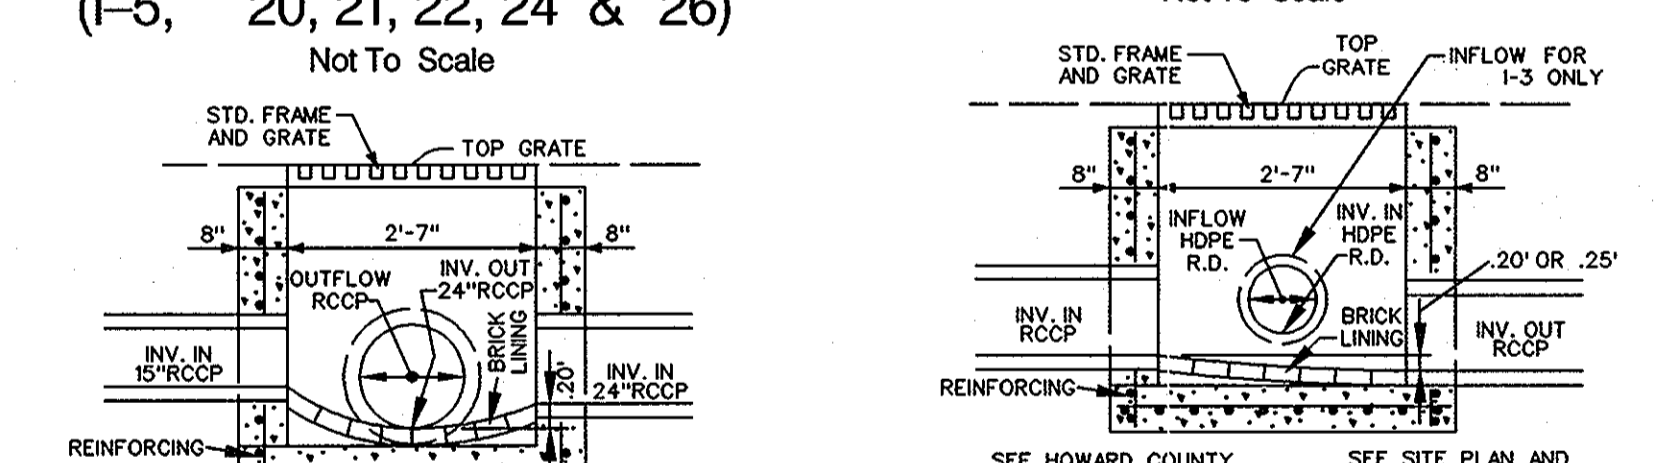 (I-5, 20, 21, 22, 24 & 26)
Not To Scale
STD. FRAME
AND GRATE
TOP GRATE
8"
2'-7"
8"
OUTFLOW
RCCP
INV. OUT
24"RCCP
BRICK
LINING
INV. IN
15"RCCP
.20'
INV. IN
24"RCCP
REINFORCING
Not To Scale
STD. FRAME
AND GRATE
TOP
GRATE
INFLOW FOR
I-3 ONLY
8"
2'-7"
8"
INFLOW
HDPE
R.D.
INV. IN
HDPE
R.D.
.20' OR .25'
INV. IN
RCCP
BRICK
LINING
INV. OUT
RCCP
REINFORCING
SEE HOWARD COUNTY
SEE SITE PLAN AND